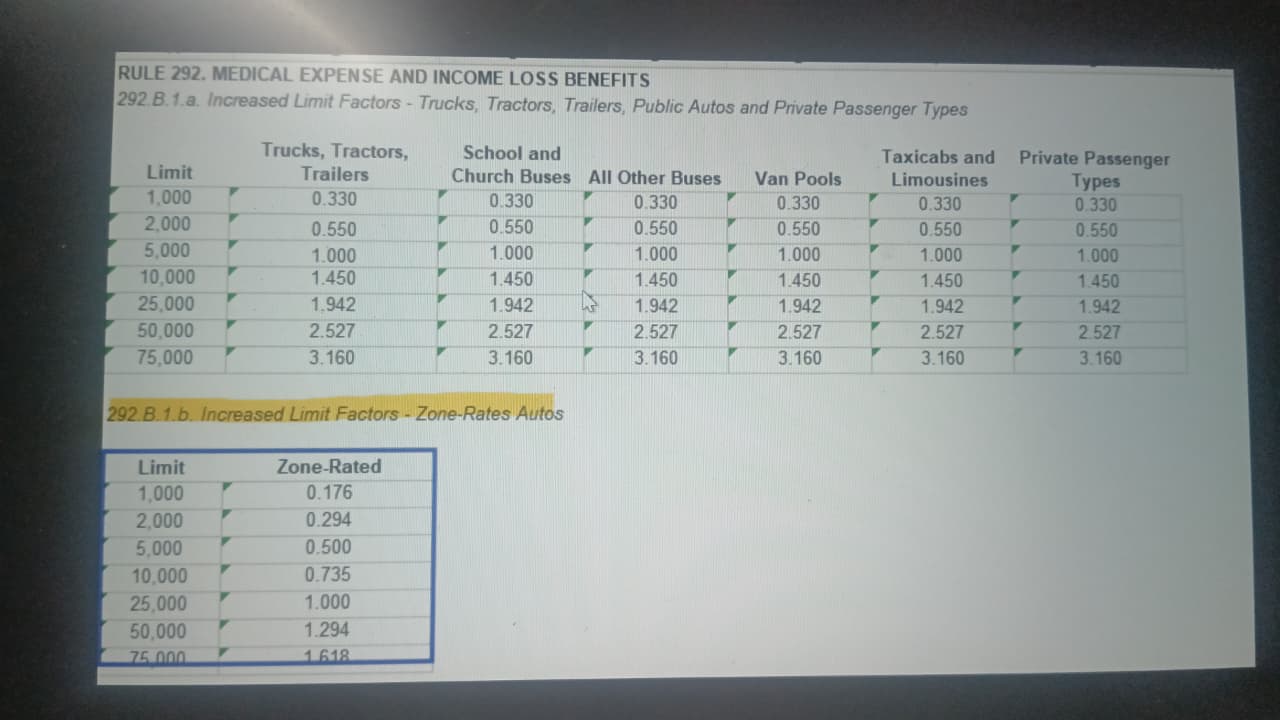 RULE 292. MEDICAL EXPENSE AND INCOME LOSS BENEFITS
292.B.1.a. Increased Limit Factors - Trucks, Tractors, Trailers, Public Autos and Private Passenger Types
Trucks, Tractors, School and Taxicabs and Private Passenger
Limit Trailers Church Buses All Other Buses Van Pools Limousines Types
1,000 0.330 0.330 0.330 0.330 0.330 0.330
2,000 0.550 0.550 0.550 0.550 0.550 0.550
5,000 1.000 1.000 1.000 1.000 1.000 1.000
10,000 1.450 1.450 1.450 1.450 1.450 1.450
25,000 1.942 1.942 1.942 1.942 1.942 1.942
50,000 2.527 2.527 2.527 2.527 2.527 2.527
75,000 3.160 3.160 3.160 3.160 3.160 3.160
292.B.1.b. Increased Limit Factors - Zone-Rates Autos
Limit Zone-Rated
1,000 0.176
2,000 0.294
5,000 0.500
10,000 0.735
25,000 1.000
50,000 1.294
75,000 1.618